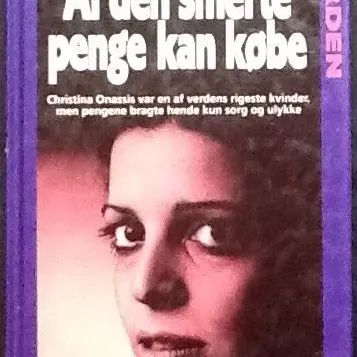 Al den smerte
penge kan købe
Christina Onassis var en af verdens rigeste kvinder,
men pengene bragte hende kun sorg og ulykke